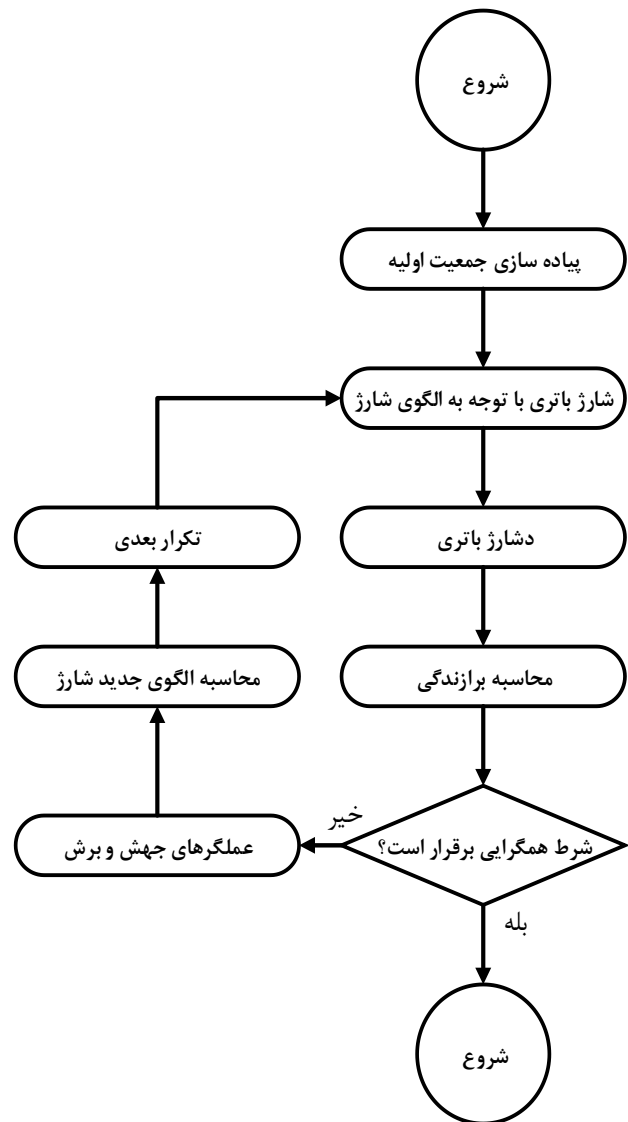 شروع
پیاده سازی جمعیت اولیه
شارژ باتری با توجه به الگوی شارژ
تکرار بعدی
دشارژ باتری
محاسبه الگوی جدید شارژ
محاسبه برازندگی
خیر
عملگرهای جهش و برش
شرط همگرایی برقرار است؟
بله
شروع